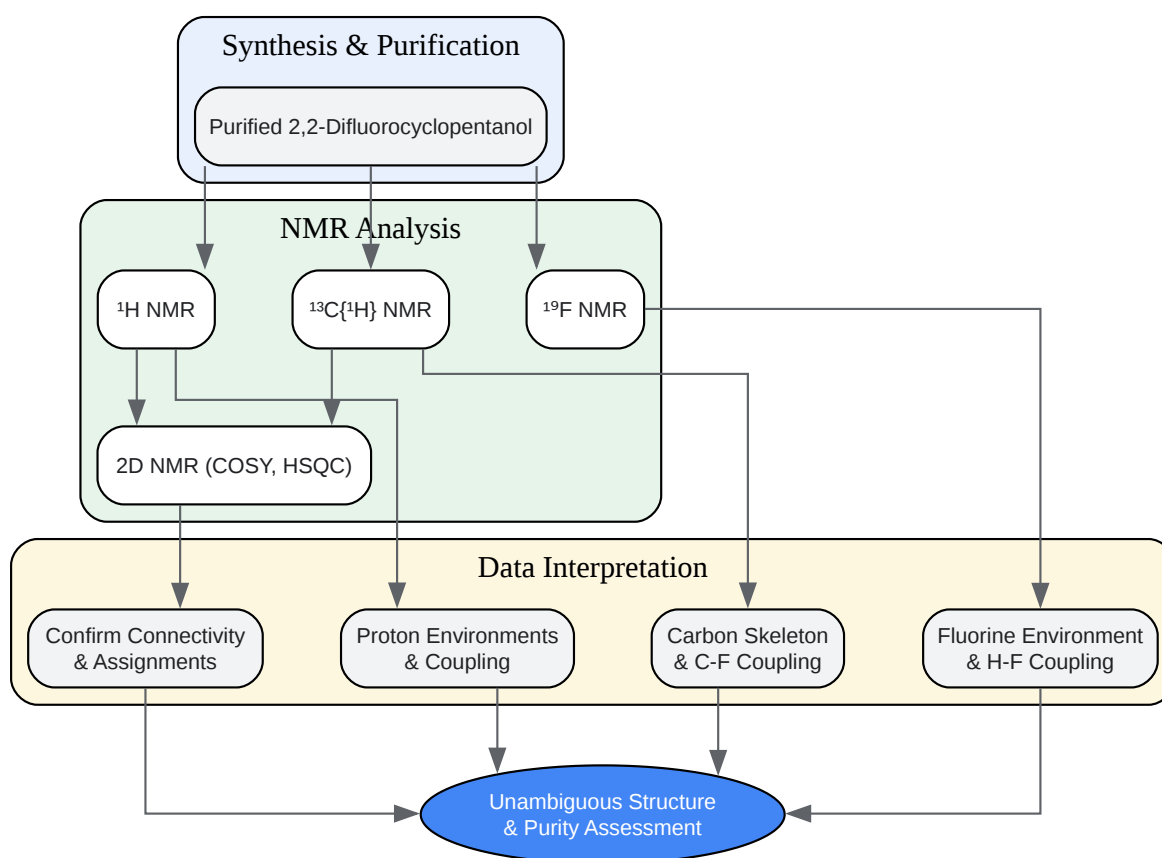 Synthesis & Purification
Purified 2,2-Difluorocyclopentanol
NMR Analysis
¹H NMR
¹³C{¹H} NMR
¹⁹F NMR
2D NMR (COSY, HSQC)
Data Interpretation
Confirm Connectivity
& Assignments
Proton Environments
& Coupling
Carbon Skeleton
& C-F Coupling
Fluorine Environment
& H-F Coupling
Unambiguous Structure
& Purity Assessment